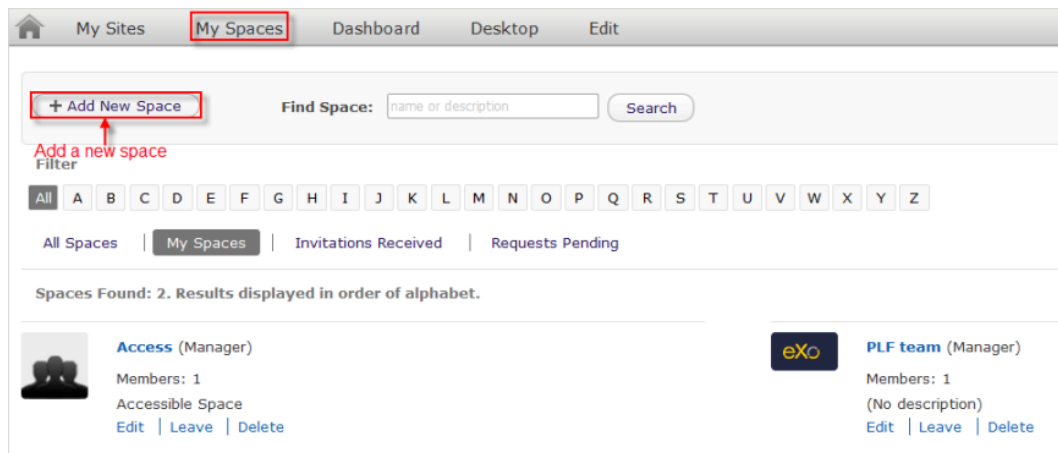 My Sites My Spaces Dashboard Desktop Edit
+ Add New Space Find Space: name or description Search
Add a new space
Filter
All A B C D E F G H I J K L M N O P Q R S T U V W X Y Z
All Spaces | My Spaces | Invitations Received | Requests Pending
Spaces Found: 2. Results displayed in order of alphabet.
Access (Manager)
Members: 1
Accessible Space
Edit | Leave | Delete
eXo
PLF team (Manager)
Members: 1
(No description)
Edit | Leave | Delete